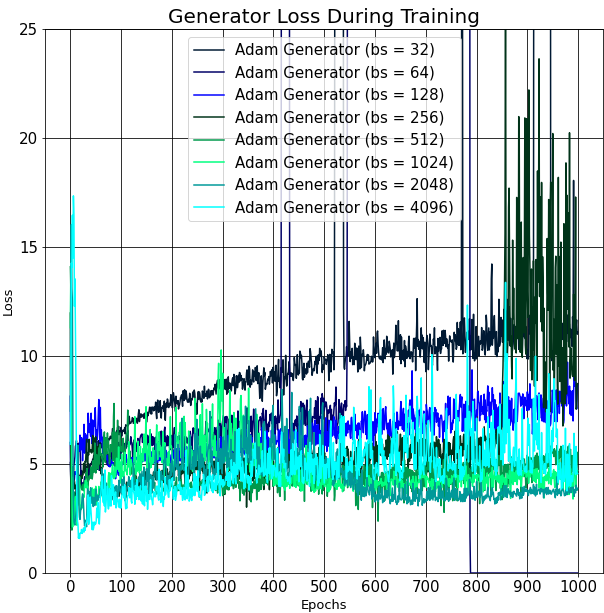 Generator Loss During Training
25
20
15
10
5
0
Loss
Adam Generator (bs = 32)
Adam Generator (bs = 64)
Adam Generator (bs = 128)
Adam Generator (bs = 256)
Adam Generator (bs = 512)
Adam Generator (bs = 1024)
Adam Generator (bs = 2048)
Adam Generator (bs = 4096)
0 100 200 300 400 500 600 700 800 900 1000
Epochs